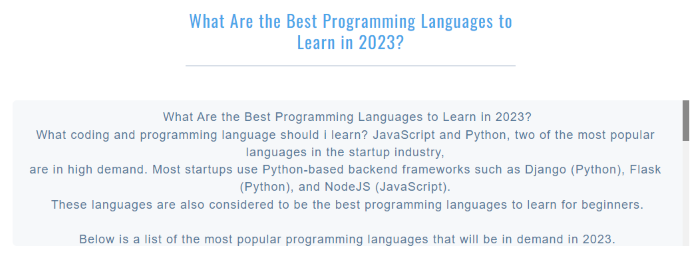 What Are the Best Programming Languages to
Learn in 2023?
What Are the Best Programming Languages to Learn in 2023?
What coding and programming language should i learn? JavaScript and Python, two of the most popular
languages in the startup industry,
are in high demand. Most startups use Python-based backend frameworks such as Django (Python), Flask
(Python), and NodeJS (JavaScript).
These languages are also considered to be the best programming languages to learn for beginners.
Below is a list of the most popular programming languages that will be in demand in 2023.